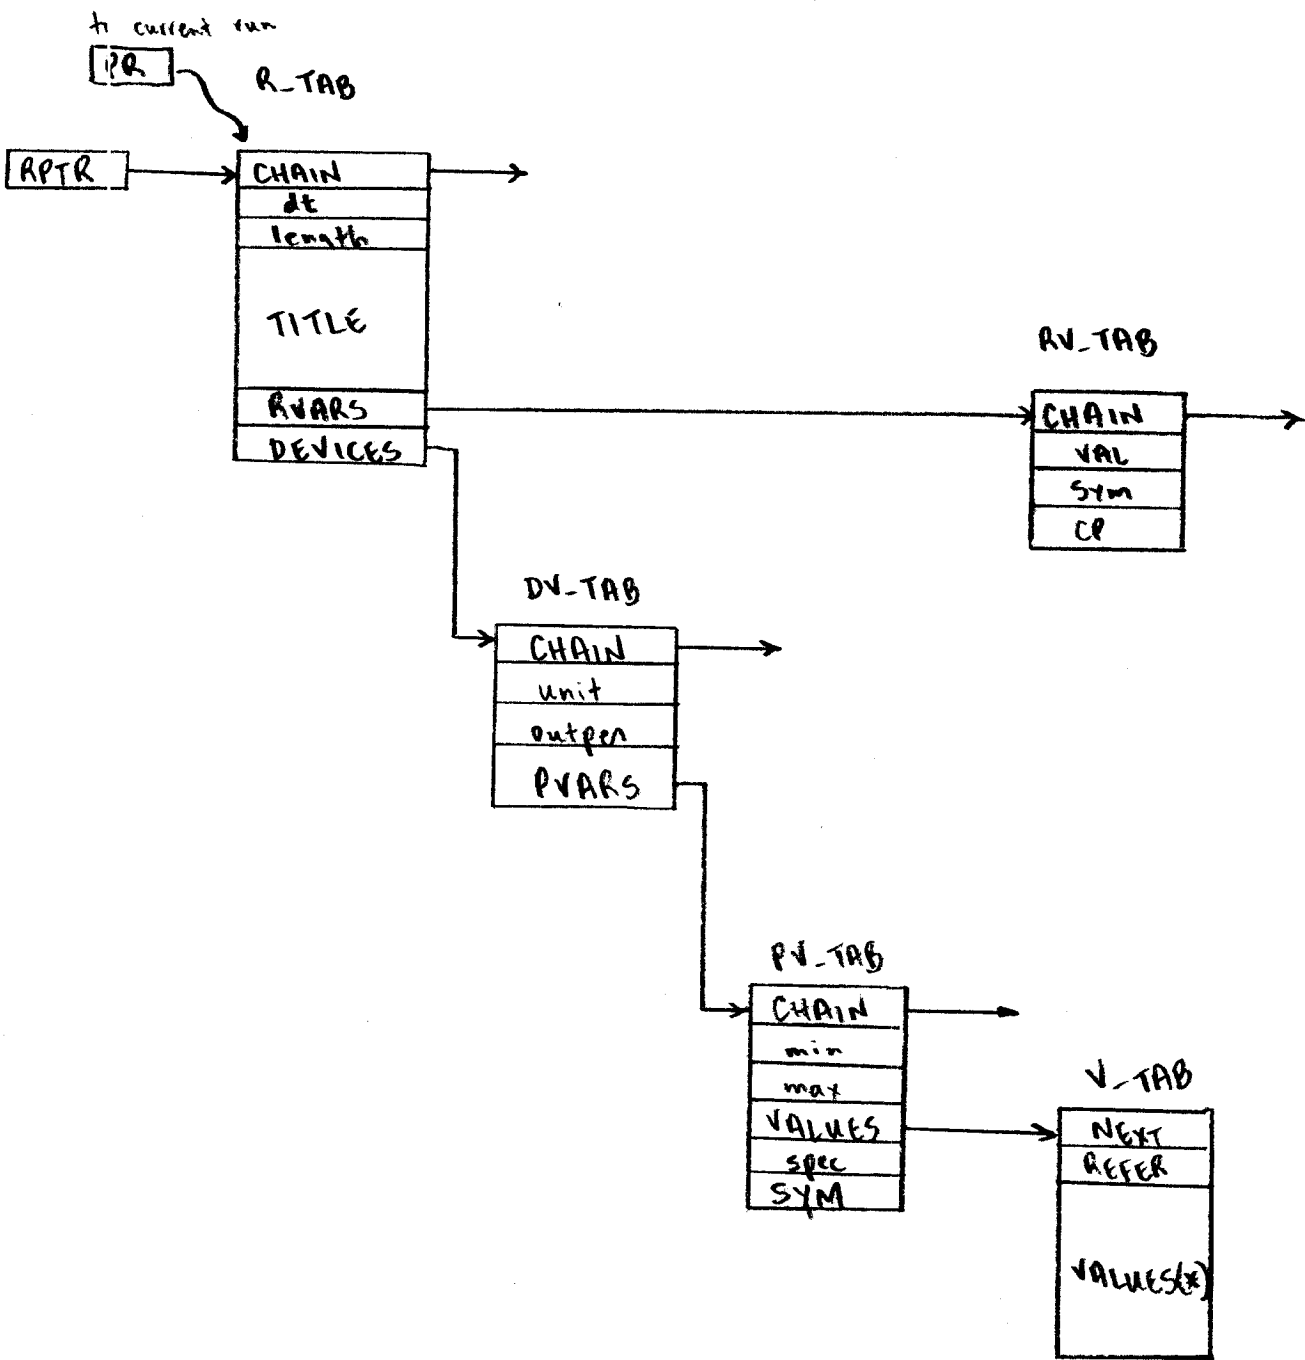 to current run
PR
R_TAB
RPTR
CHAIN
dt
length
TITLE
RVARS
DEVICES
RV_TAB
CHAIN
VAL
sym
CP
DV_TAB
CHAIN
unit
outper
PVARS
PV_TAB
CHAIN
min
max
VALUES
spec
SYM
V_TAB
NEXT
REFER
VALUES(*)